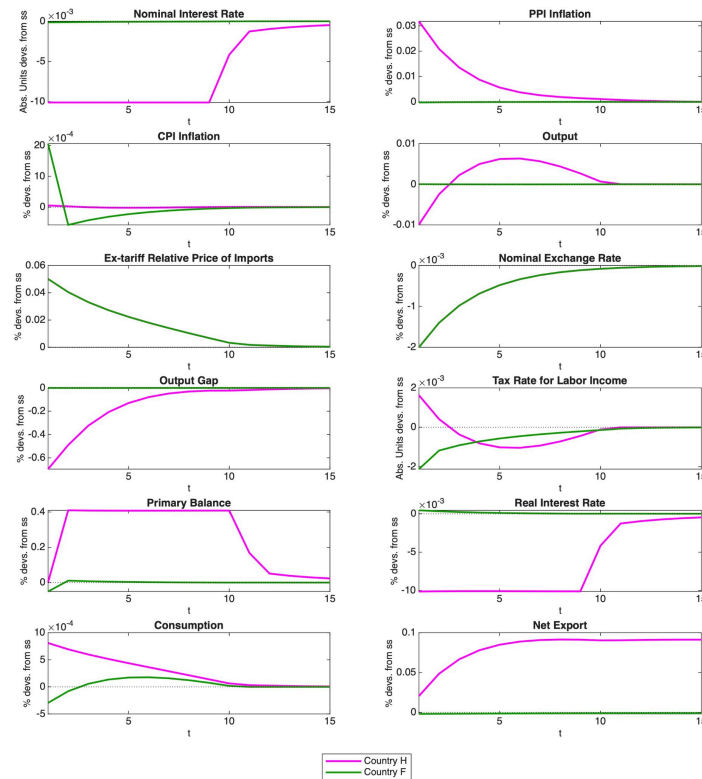 Nominal Interest Rate
×10⁻³
Abs. Units devs. from ss
0
-5
-10
5
10
15
t
PPI Inflation
% devs. from ss
0.03
0.02
0.01
0
5
10
15
t
CPI Inflation
×10⁻⁴
% devs. from ss
20
15
10
5
0
5
10
15
t
Output
% devs. from ss
0.01
0
-0.01
5
10
15
t
Ex-tariff Relative Price of Imports
% devs. from ss
0.06
0.04
0.02
0
5
10
15
t
Nominal Exchange Rate
×10⁻³
% devs. from ss
0
-1
-2
5
10
15
t
Output Gap
% devs. from ss
0
-0.2
-0.4
-0.6
5
10
15
t
Tax Rate for Labor Income
×10⁻³
Abs. Units devs. from ss
2
0
-2
5
10
15
t
Primary Balance
% devs. from ss
0.4
0.2
0
5
10
15
t
Real Interest Rate
×10⁻³
% devs. from ss
0
-5
-10
5
10
15
t
Consumption
×10⁻⁴
% devs. from ss
10
5
0
-5
5
10
15
t
Net Export
% devs. from ss
0.1
0.05
0
5
10
15
t
Country H
Country F